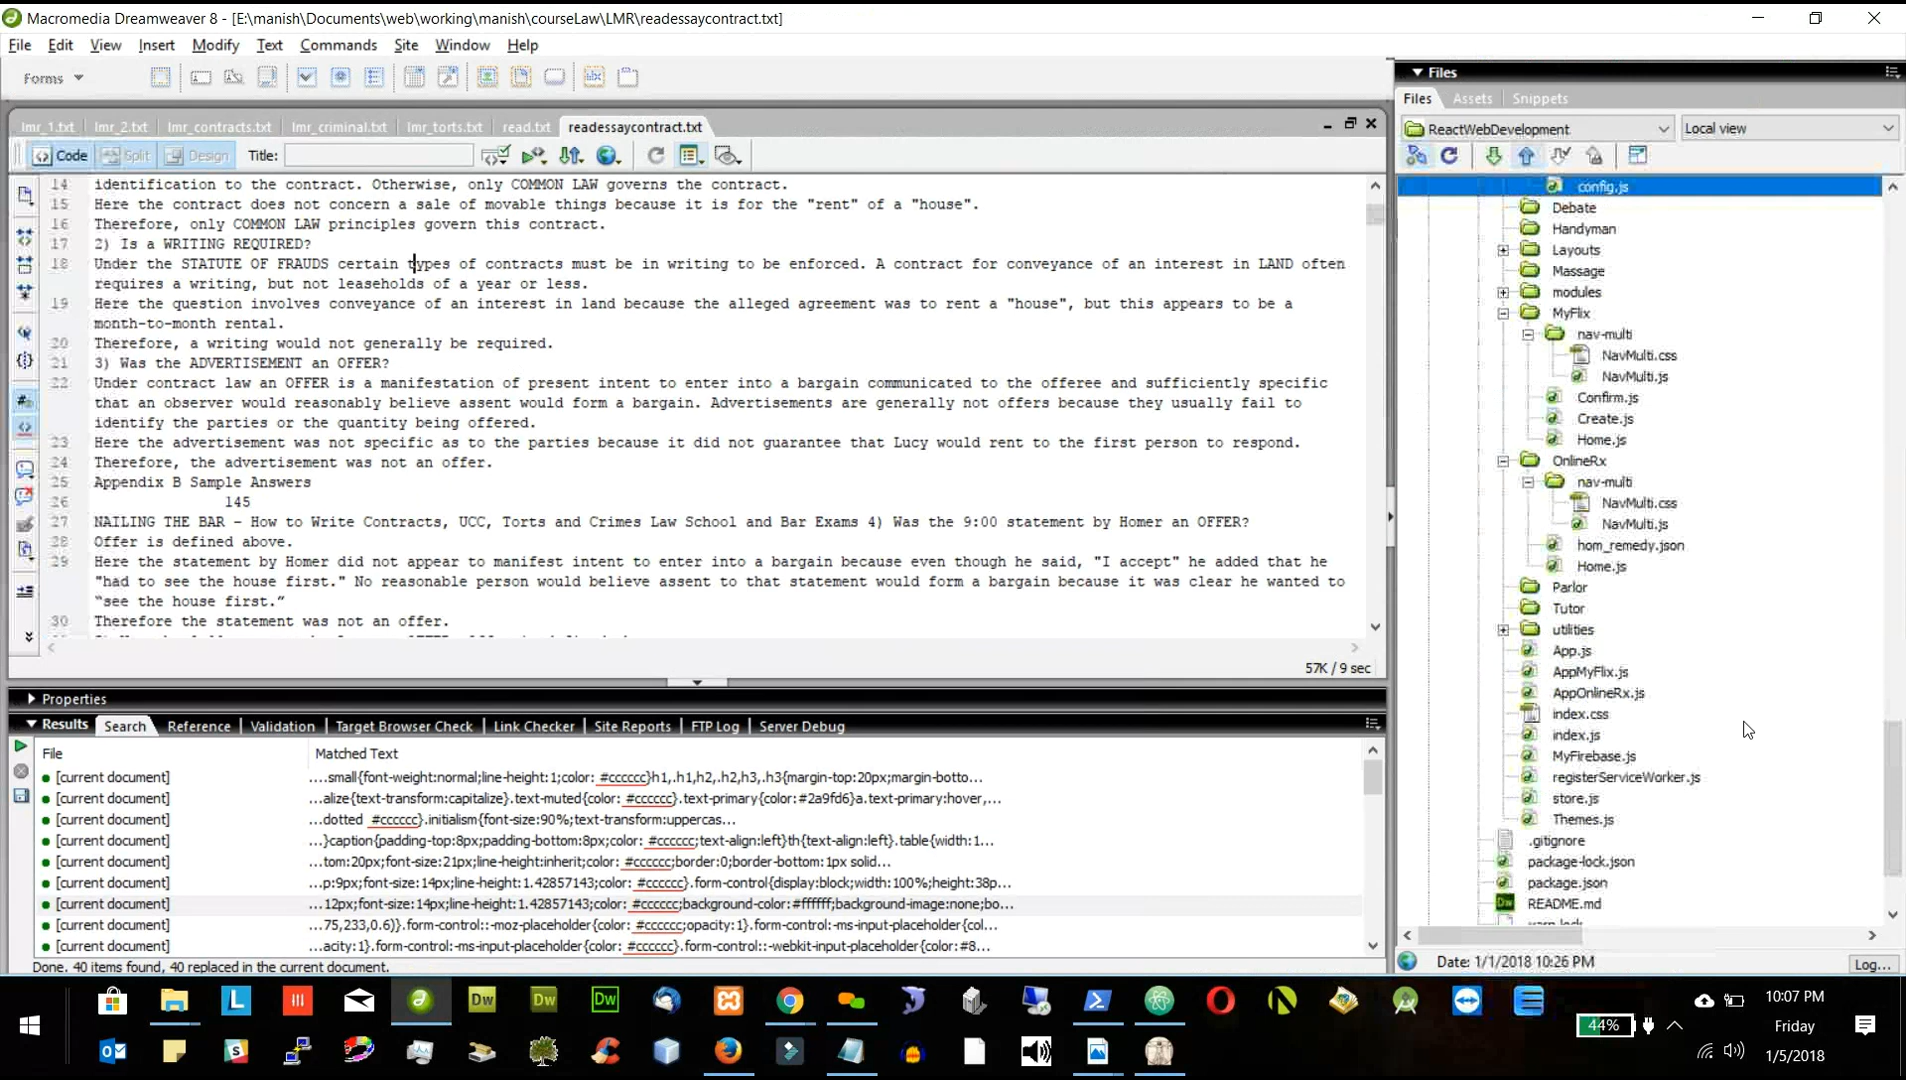 Macromedia Dreamweaver 8 - [E:\manish\Documents\web\working\manish\courseLaw\LMR\readessaycontract.txt]
File Edit View Insert Modify Text Commands Site Window Help
Forms
lmr_1.txt lmr_2.txt lmr_contracts.txt lmr_criminal.txt lmr_torts.txt read.txt readessaycontract.txt
Code Split Design Title:
14 identification to the contract. Otherwise, only COMMON LAW governs the contract.
15 Here the contract does not concern a sale of movable things because it is for the "rent" of a "house".
16 Therefore, only COMMON LAW principles govern this contract.
17 2) Is a WRITING REQUIRED?
18 Under the STATUTE OF FRAUDS certain types of contracts must be in writing to be enforced. A contract for conveyance of an interest in LAND often
requires a writing, but not leaseholds of a year or less.
19 Here the question involves conveyance of an interest in land because the alleged agreement was to rent a "house", but this appears to be a
month-to-month rental.
20 Therefore, a writing would not generally be required.
21 3) Was the ADVERTISEMENT an OFFER?
22 Under contract law an OFFER is a manifestation of present intent to enter into a bargain communicated to the offeree and sufficiently specific
that an observer would reasonably believe assent would form a bargain. Advertisements are generally not offers because they usually fail to
identify the parties or the quantity being offered.
23 Here the advertisement was not specific as to the parties because it did not guarantee that Lucy would rent to the first person to respond.
24 Therefore, the advertisement was not an offer.
25 Appendix B Sample Answers
26 145
27 NAILING THE BAR – How to Write Contracts, UCC, Torts and Crimes Law School and Bar Exams 4) Was the 9:00 statement by Homer an OFFER?
28 Offer is defined above.
29 Here the statement by Homer did not appear to manifest intent to enter into a bargain because even though he said, "I accept" he added that he
"had to see the house first." No reasonable person would believe assent to that statement would form a bargain because it was clear he wanted to
"see the house first.”
30 Therefore the statement was not an offer.
57K / 9 sec
Properties
Results Search Reference Validation Target Browser Check Link Checker Site Reports FTP Log Server Debug
File Matched Text
[current document] ....small{font-weight:normal;line-height:1;color: #cccccc}h1,.h1,h2,.h2,h3,.h3{margin-top:20px;margin-botto...
[current document] ...alize{text-transform:capitalize}.text-muted{color: #cccccc}.text-primary{color:#2a9fd6}a.text-primary:hover,...
[current document] ...dotted #cccccc}.initialism{font-size:90%;text-transform:uppercas...
[current document] ...}caption{padding-top:8px;padding-bottom:8px;color: #cccccc;text-align:left}th{text-align:left}.table{width:1...
[current document] ...tom:20px;font-size:21px;line-height:inherit;color: #cccccc;border:0;border-bottom:1px solid...
[current document] ...p:9px;font-size:14px;line-height:1.42857143;color: #cccccc}.form-control{display:block;width:100%;height:38p...
[current document] ... 12px;font-size:14px;line-height:1.42857143;color: #cccccc;background-color:#ffffff;background-image:none;bo...
[current document] ...75,233,0.6)}.form-control::-moz-placeholder{color: #cccccc;opacity:1}.form-control:-ms-input-placeholder{col...
[current document] ...acity:1}.form-control:-ms-input-placeholder{color: #cccccc}.form-control::-webkit-input-placeholder{color:#8...
Done. 40 items found, 40 replaced in the current document.
Files
Files Assets Snippets
ReactWebDevelopment Local view
config.js
Debate
Handyman
Layouts
Massage
modules
MyFlix
nav-multi
NavMulti.css
NavMulti.js
Confirm.js
Create.js
Home.js
OnlineRx
nav-multi
NavMulti.css
NavMulti.js
hom_remedy.json
Home.js
Parlor
Tutor
utilities
App.js
AppMyFlix.js
AppOnlineRx.js
index.css
index.js
MyFirebase.js
registerServiceWorker.js
store.js
Themes.js
.gitignore
package-lock.json
package.json
README.md
Date: 1/1/2018 10:26 PM Log...
44%
10:07 PM
Friday
1/5/2018